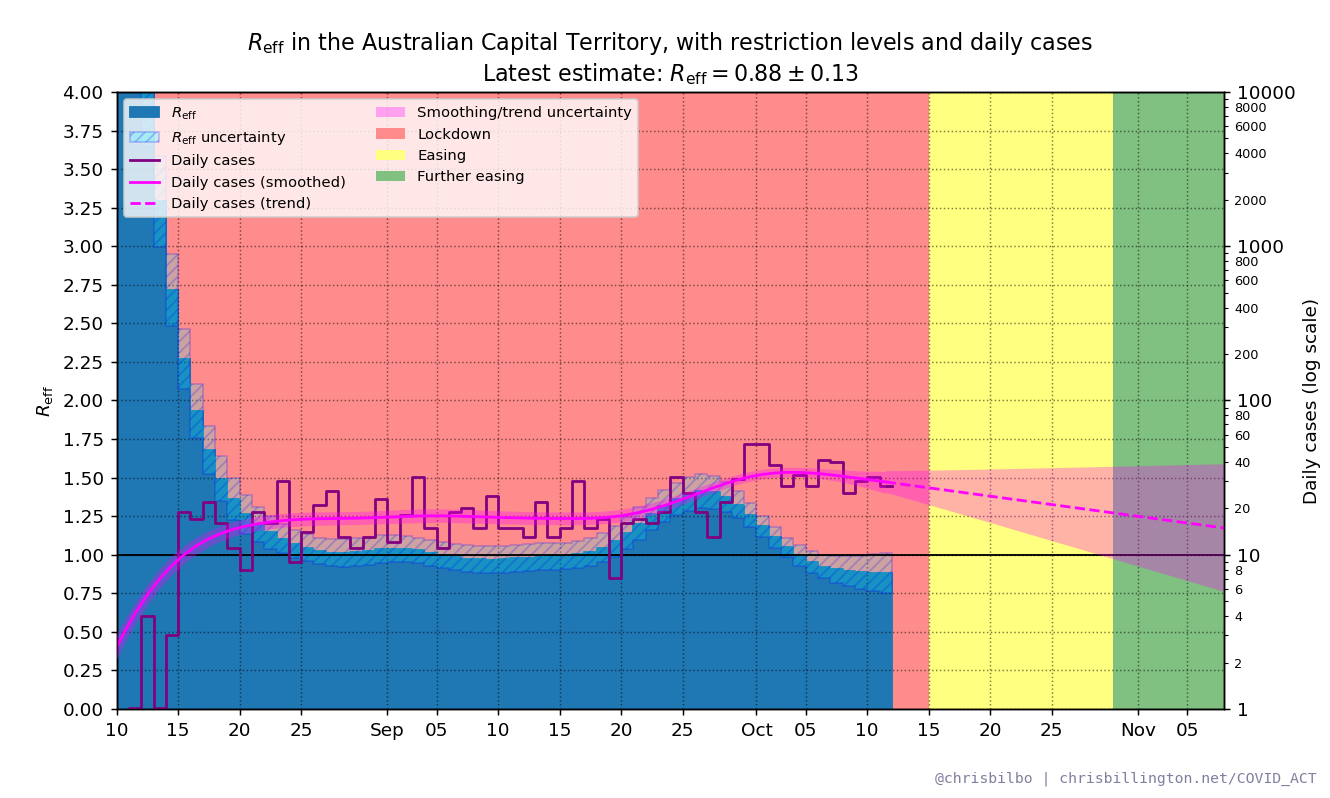 R_eff in the Australian Capital Territory, with restriction levels and daily cases
Latest estimate: R_eff = 0.88 ± 0.13
R_eff
R_eff uncertainty
Daily cases
Daily cases (smoothed)
Daily cases (trend)
Smoothing/trend uncertainty
Lockdown
Easing
Further easing
R_eff
4.00
3.75
3.50
3.25
3.00
2.75
2.50
2.25
2.00
1.75
1.50
1.25
1.00
0.75
0.50
0.25
0.00
10000
8000
6000
4000
2000
1000
800
600
400
200
100
80
60
40
20
10
8
6
4
2
1
Daily cases (log scale)
10 15 20 25 Sep 05 10 15 20 25 Oct 05 10 15 20 25 Nov 05
@chrisbilbo | chrisbillington.net/COVID_ACT